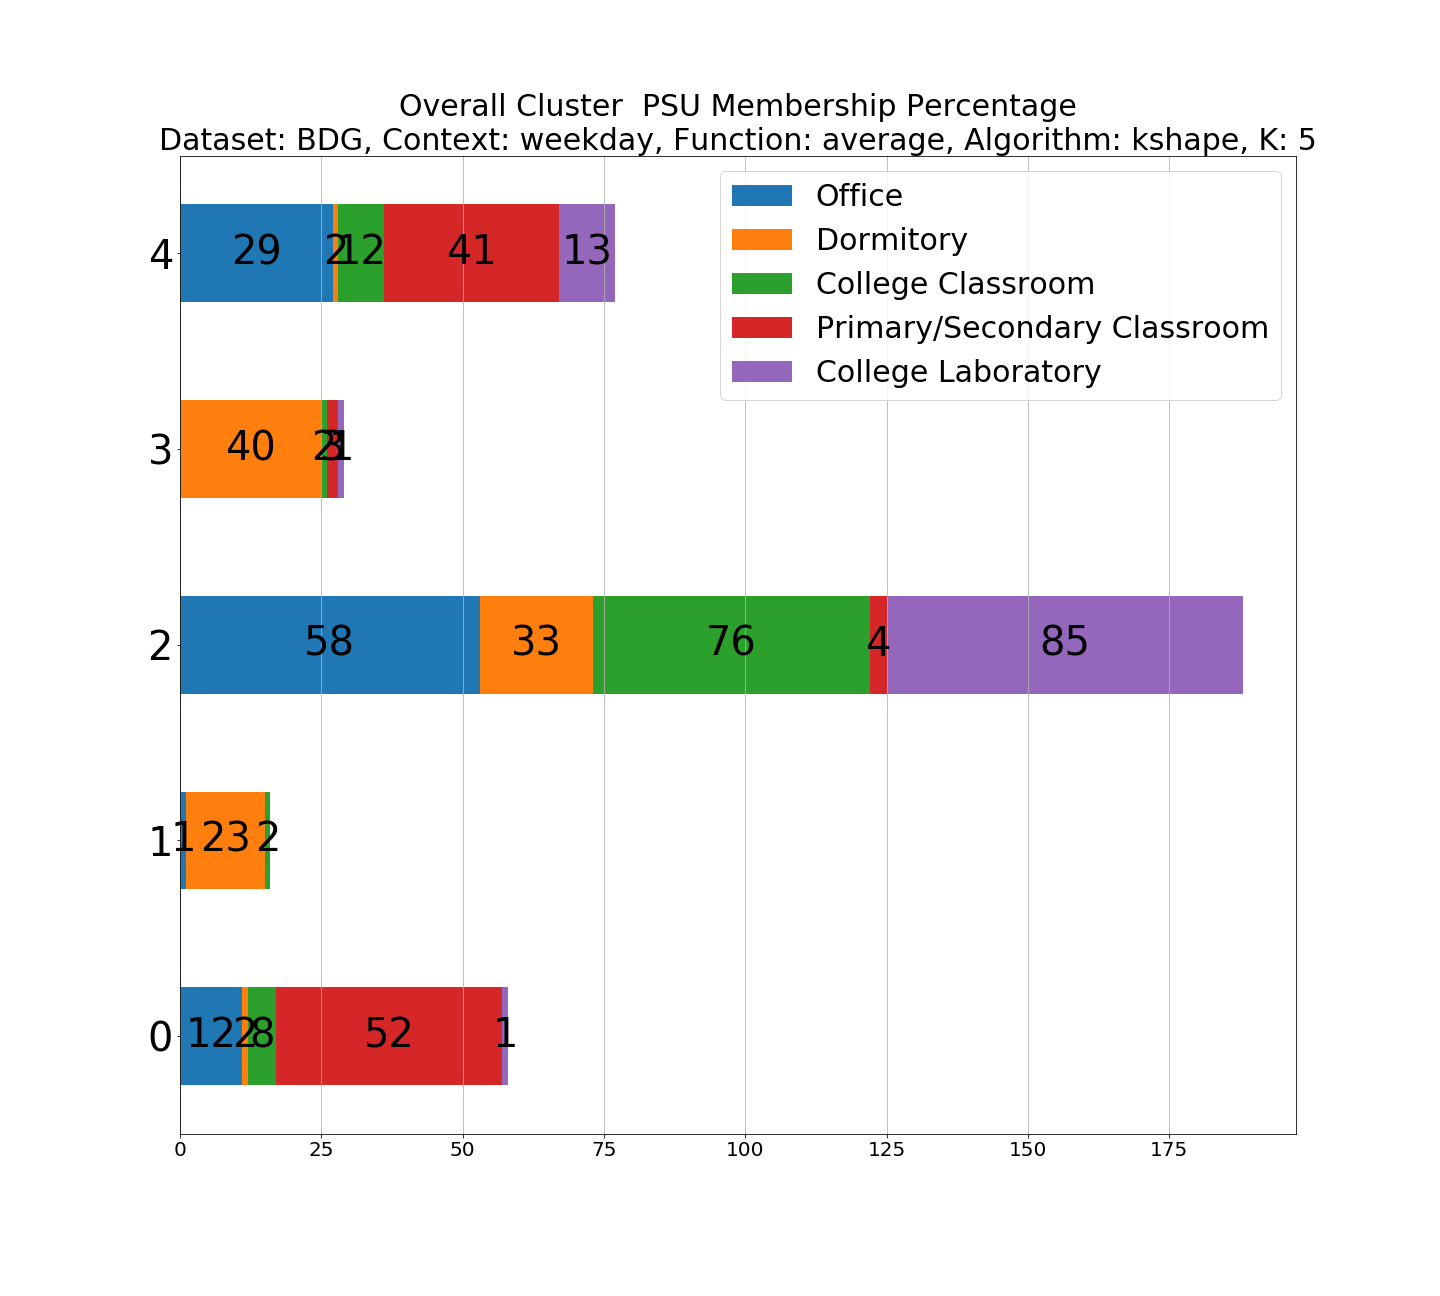 Overall Cluster  PSU Membership Percentage
Dataset: BDG, Context: weekday, Function: average, Algorithm: kshape, K: 5
Office
Dormitory
College Classroom
Primary/Secondary Classroom
College Laboratory
4 29 2 12 41 13
3 40 2 3 1
2 58 33 76 4 85
1 1 23 2
0 12 2 8 52 1
0 25 50 75 100 125 150 175